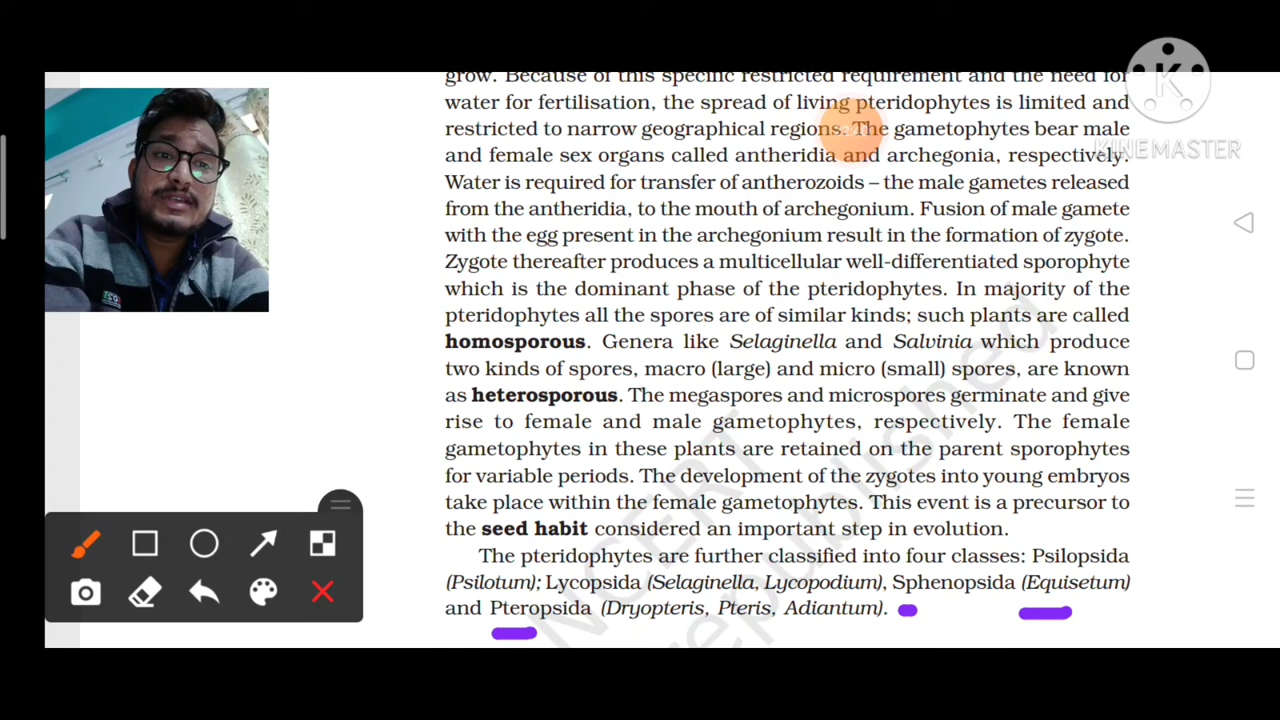 grow. Because of this specific restricted requirement and the need for
water for fertilisation, the spread of living pteridophytes is limited and
restricted to narrow geographical regions. The gametophytes bear male
and female sex organs called antheridia and archegonia, respectively.
Water is required for transfer of antherozoids – the male gametes released
from the antheridia, to the mouth of archegonium. Fusion of male gamete
with the egg present in the archegonium result in the formation of zygote.
Zygote thereafter produces a multicellular well-differentiated sporophyte
which is the dominant phase of the pteridophytes. In majority of the
pteridophytes all the spores are of similar kinds; such plants are called
homosporous. Genera like Selaginella and Salvinia which produce
two kinds of spores, macro (large) and micro (small) spores, are known
as heterosporous. The megaspores and microspores germinate and give
rise to female and male gametophytes, respectively. The female
gametophytes in these plants are retained on the parent sporophytes
for variable periods. The development of the zygotes into young embryos
take place within the female gametophytes. This event is a precursor to
the seed habit considered an important step in evolution.
The pteridophytes are further classified into four classes: Psilopsida
(Psilotum); Lycopsida (Selaginella, Lycopodium), Sphenopsida (Equisetum)
and Pteropsida (Dryopteris, Pteris, Adiantum).
K
KINEMASTER
NCERT
republished